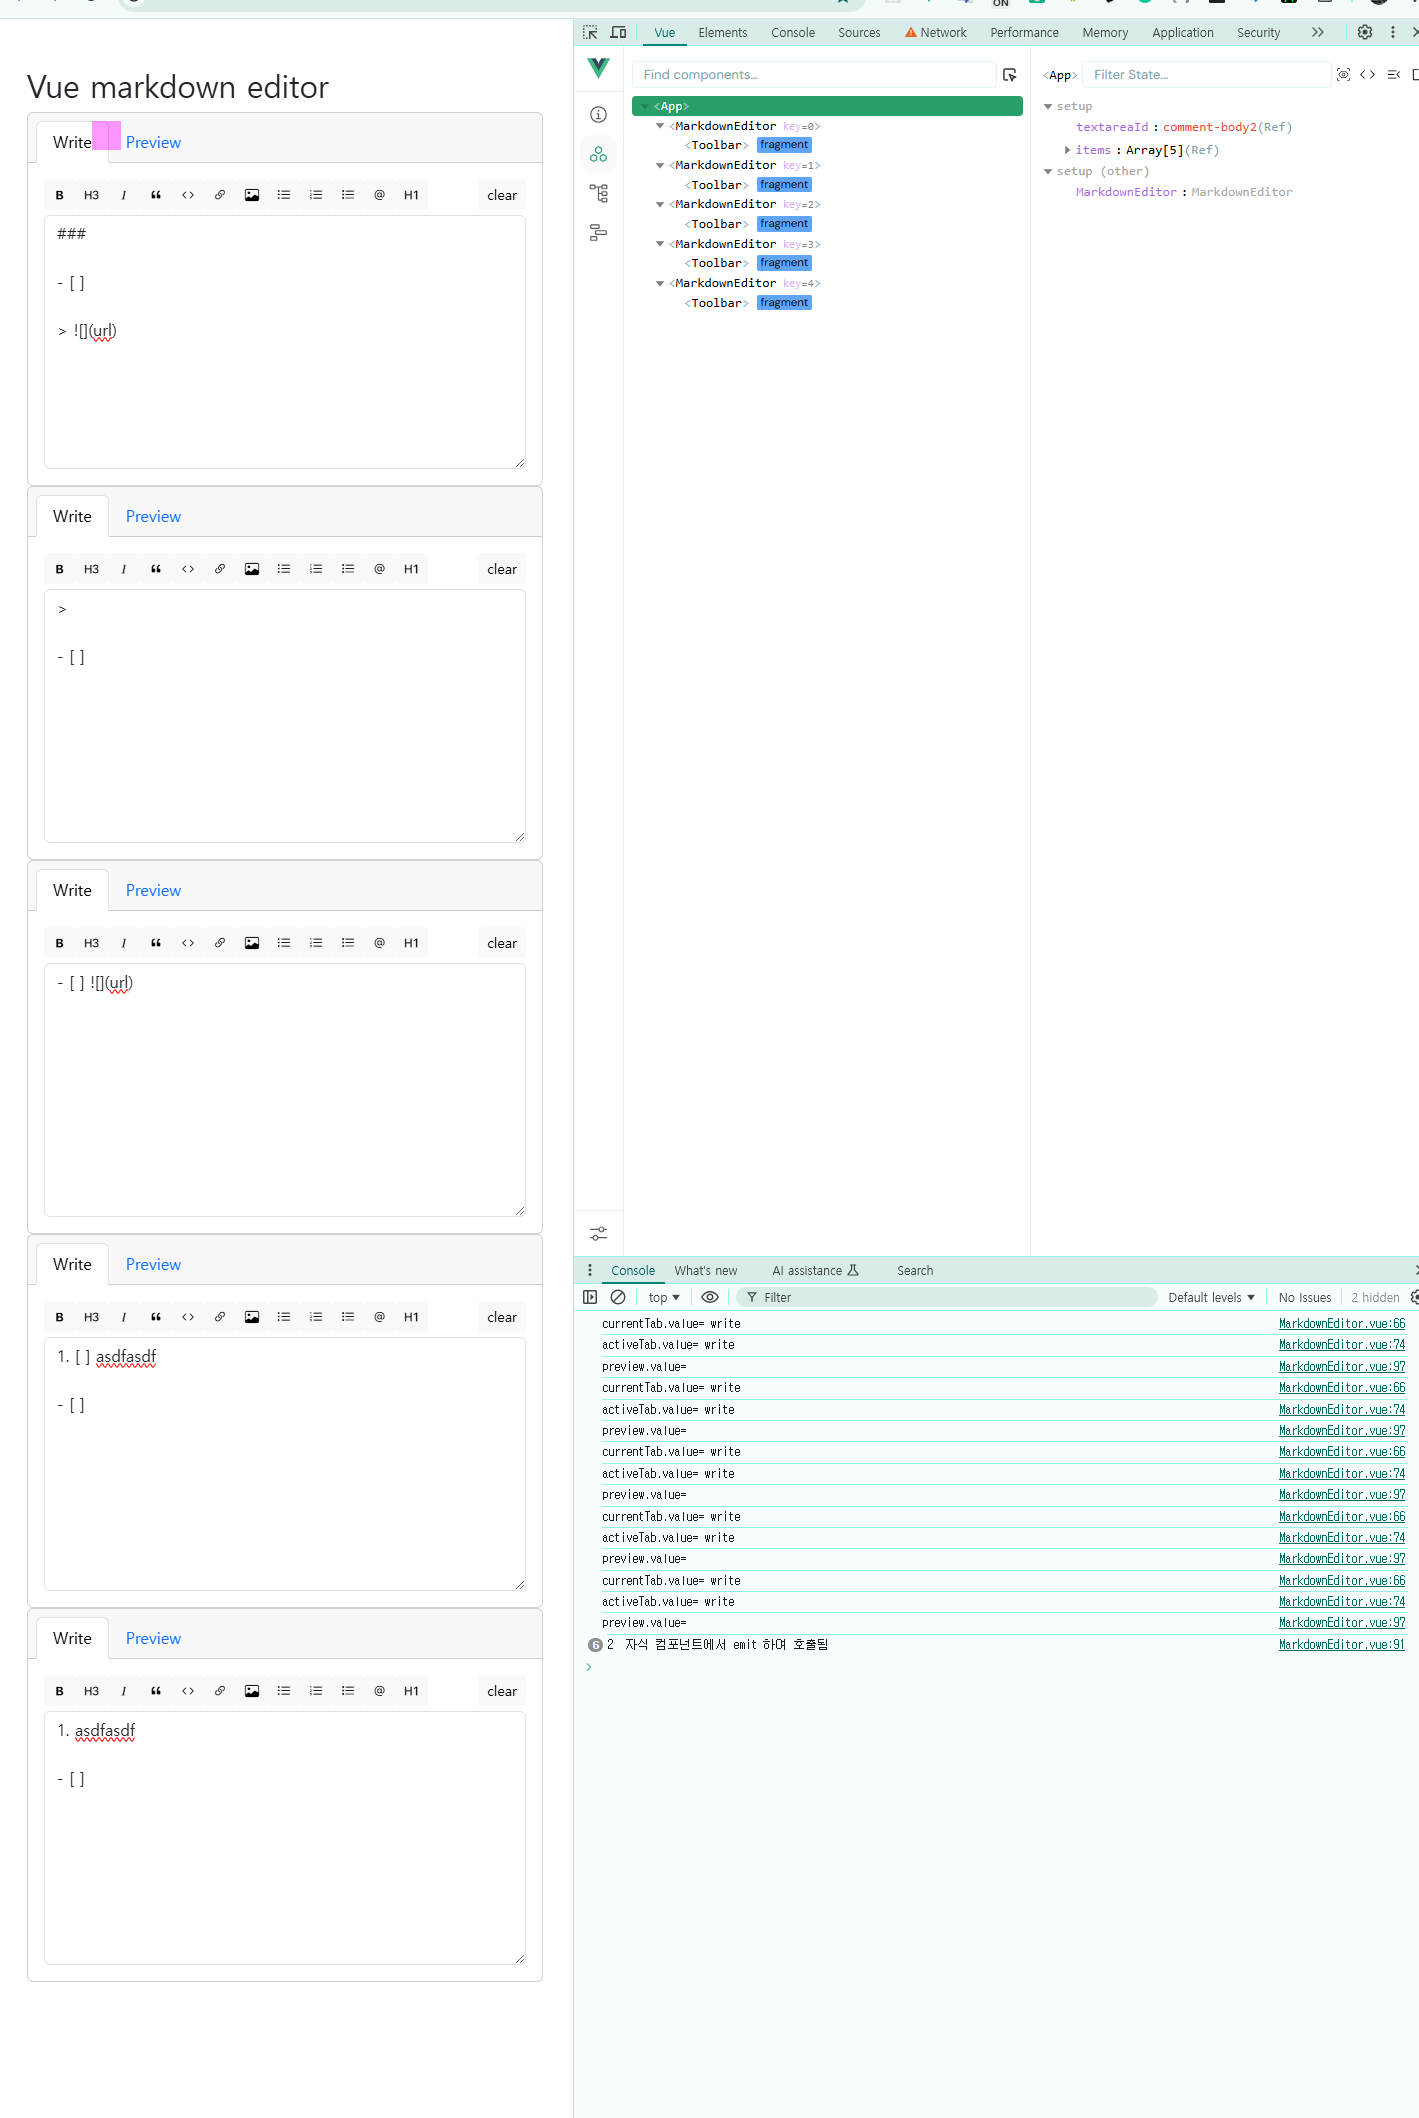 ON
Vue markdown editor
Write Preview
B H3 I “ <> @ H1 clear
###
- [ ]
> ![](url)
Write Preview
B H3 I “ <> @ H1 clear
>
- [ ]
Write Preview
B H3 I “ <> @ H1 clear
- [ ] ![](url)
Write Preview
B H3 I “ <> @ H1 clear
1. [ ] asdfasdf
- [ ]
Write Preview
B H3 I “ <> @ H1 clear
1. asdfasdf
- [ ]
Vue Elements Console Sources Network Performance Memory Application Security
Find components...
<App>
<MarkdownEditor key=0>
<Toolbar> fragment
<MarkdownEditor key=1>
<Toolbar> fragment
<MarkdownEditor key=2>
<Toolbar> fragment
<MarkdownEditor key=3>
<Toolbar> fragment
<MarkdownEditor key=4>
<Toolbar> fragment
<App> Filter State...
setup
textareaId : comment-body2(Ref)
items : Array[5](Ref)
setup (other)
MarkdownEditor : MarkdownEditor
Console What's new AI assistance Search
top Filter Default levels No Issues 2 hidden
currentTab.value= write MarkdownEditor.vue:66
activeTab.value= write MarkdownEditor.vue:74
preview.value= MarkdownEditor.vue:97
currentTab.value= write MarkdownEditor.vue:66
activeTab.value= write MarkdownEditor.vue:74
preview.value= MarkdownEditor.vue:97
currentTab.value= write MarkdownEditor.vue:66
activeTab.value= write MarkdownEditor.vue:74
preview.value= MarkdownEditor.vue:97
currentTab.value= write MarkdownEditor.vue:66
activeTab.value= write MarkdownEditor.vue:74
preview.value= MarkdownEditor.vue:97
currentTab.value= write MarkdownEditor.vue:66
activeTab.value= write MarkdownEditor.vue:74
preview.value= MarkdownEditor.vue:97
6 2 자식 컴포넌트에서 emit 하여 호출됨 MarkdownEditor.vue:91